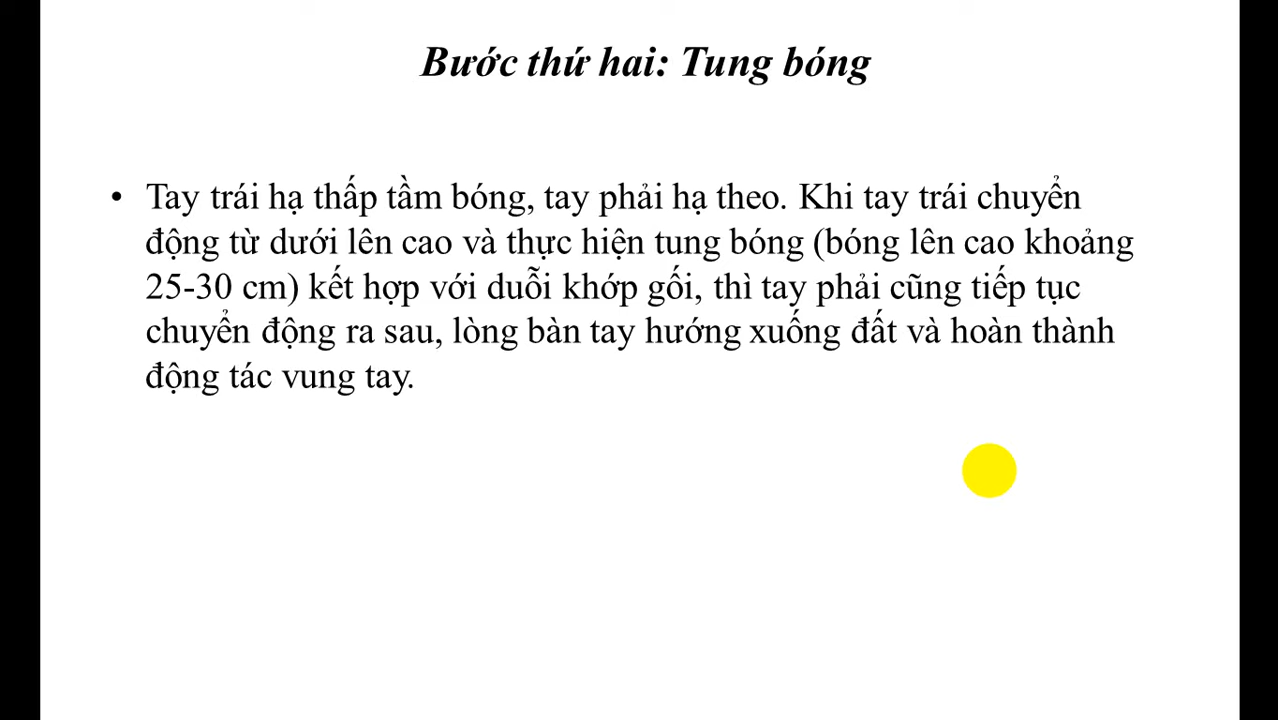 Bước thứ hai: Tung bóng
• Tay trái hạ thấp tầm bóng, tay phải hạ theo. Khi tay trái chuyển
động từ dưới lên cao và thực hiện tung bóng (bóng lên cao khoảng
25-30 cm) kết hợp với duỗi khớp gối, thì tay phải cũng tiếp tục
chuyển động ra sau, lòng bàn tay hướng xuống đất và hoàn thành
động tác vung tay.